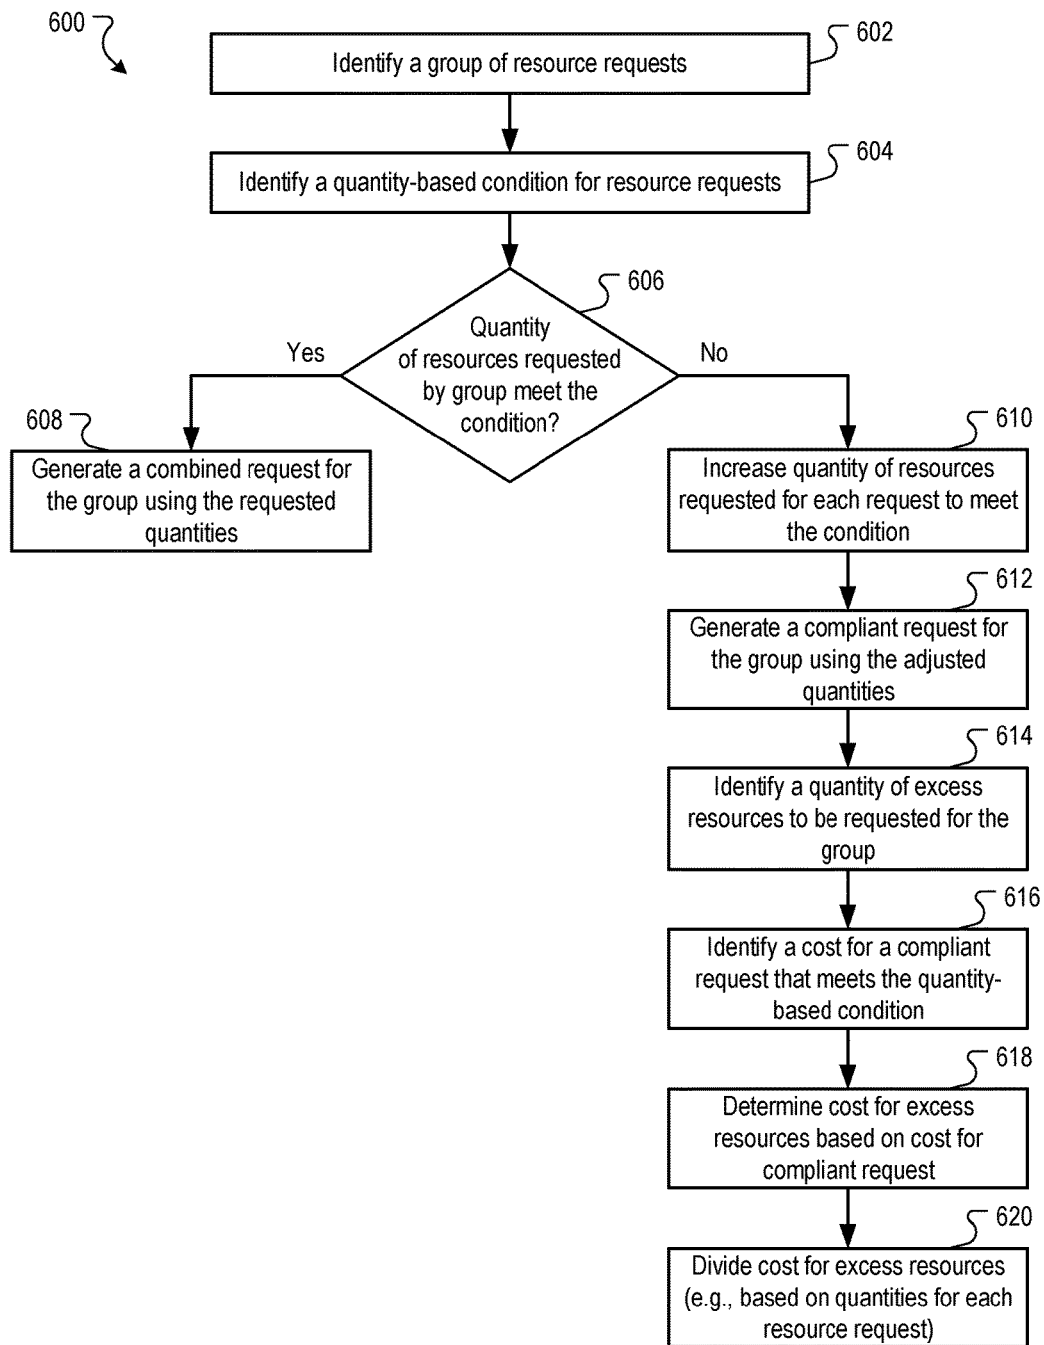 600
602
Identify a group of resource requests
604
Identify a quantity-based condition for resource requests
606
Quantity
of resources requested
by group meet the
condition?
Yes
No
608
Generate a combined request for
the group using the requested
quantities
610
Increase quantity of resources
requested for each request to meet
the condition
612
Generate a compliant request for
the group using the adjusted
quantities
614
Identify a quantity of excess
resources to be requested for the
group
616
Identify a cost for a compliant
request that meets the quantity-
based condition
618
Determine cost for excess
resources based on cost for
compliant request
620
Divide cost for excess resources
(e.g., based on quantities for each
resource request)